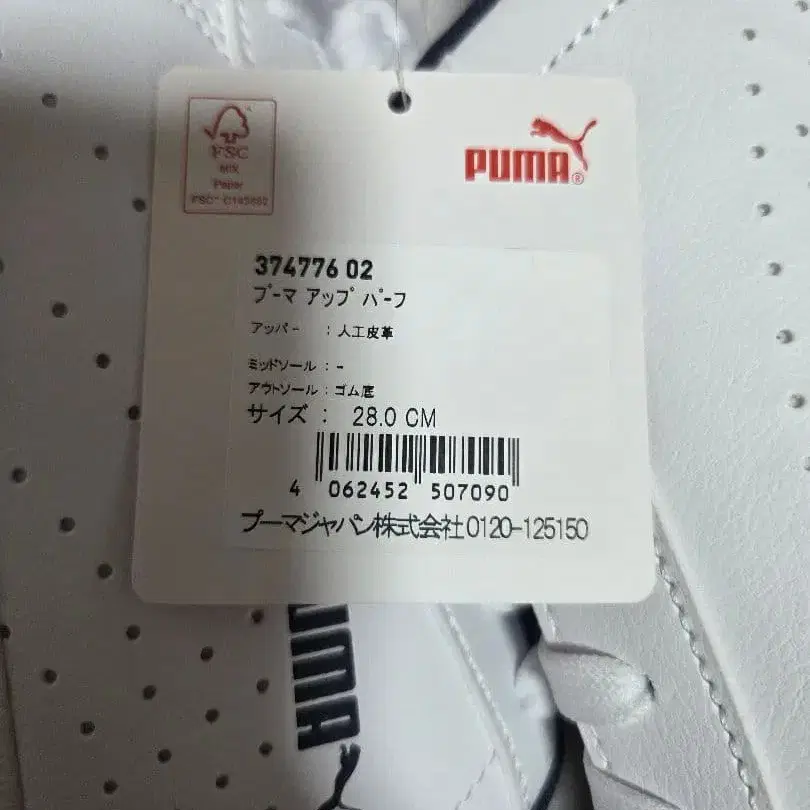 FSC
MIX
Paper
PUMA®
374776 02
プーマ アップ パーフ
アッパー : 人工皮革
ミッドソール : -
アウトソール : ゴム底
サイズ : 28.0 CM
4 062452 507090
プーマジャパン株式会社 0120-125150
PUMA